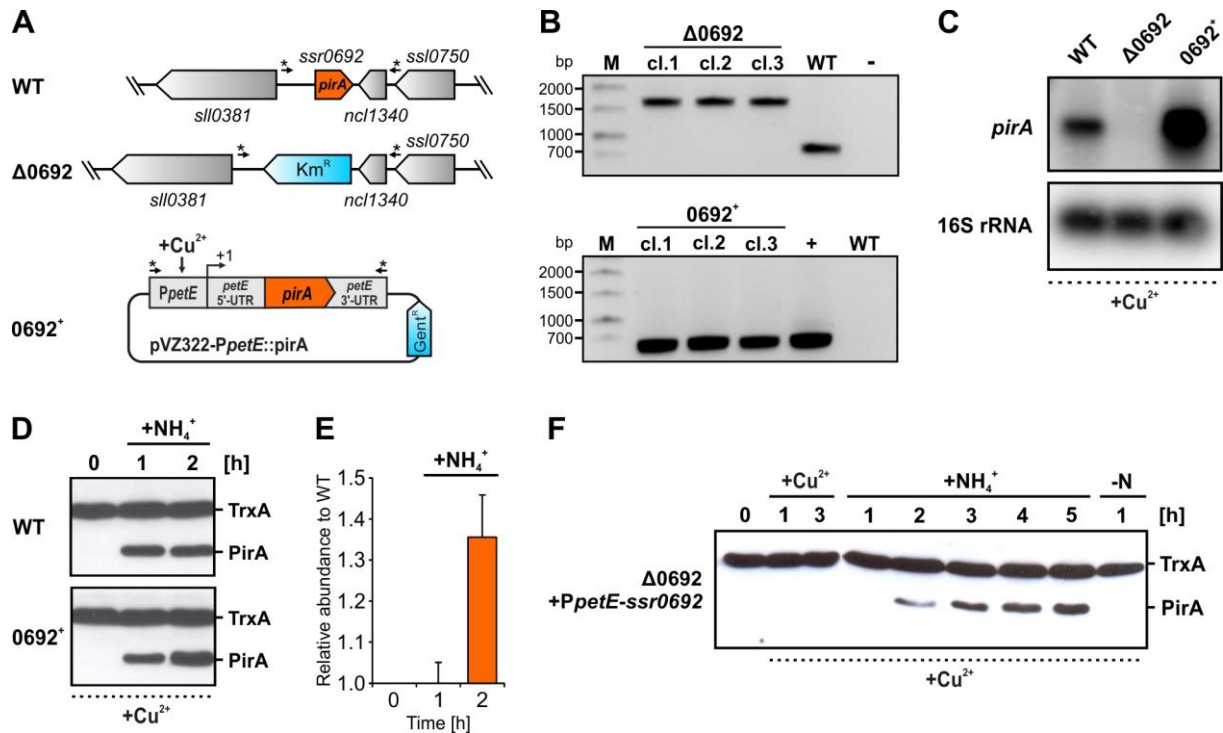 A
WT
ssr0692
ssl0750
* *
pirA
sll0381
ncl1340
Δ0692
ssl0750
* *
Km^R
sll0381
ncl1340
0692⁺
+Cu²⁺
+1
* *
PpetE
petE
5'-UTR
pirA
petE
3'-UTR
Gent^R
pVZ322-PpetE::pirA
B
Δ0692
bp M cl.1 cl.2 cl.3 WT -
2000
1500
1000
700
0692⁺
bp M cl.1 cl.2 cl.3 + WT
2000
1500
1000
700
C
WT Δ0692 0692⁺
pirA
16S rRNA
+Cu²⁺
D
+NH₄⁺
0 1 2 [h]
WT
TrxA
PirA
0692⁺
TrxA
PirA
+Cu²⁺
E
+NH₄⁺
Relative abundance to WT
1.5
1.4
1.3
1.2
1.1
1.0
0 1 2
Time [h]
F
+Cu²⁺ +NH₄⁺ -N
0 1 3 1 2 3 4 5 1 [h]
Δ0692
+PpetE-ssr0692
TrxA
PirA
+Cu²⁺